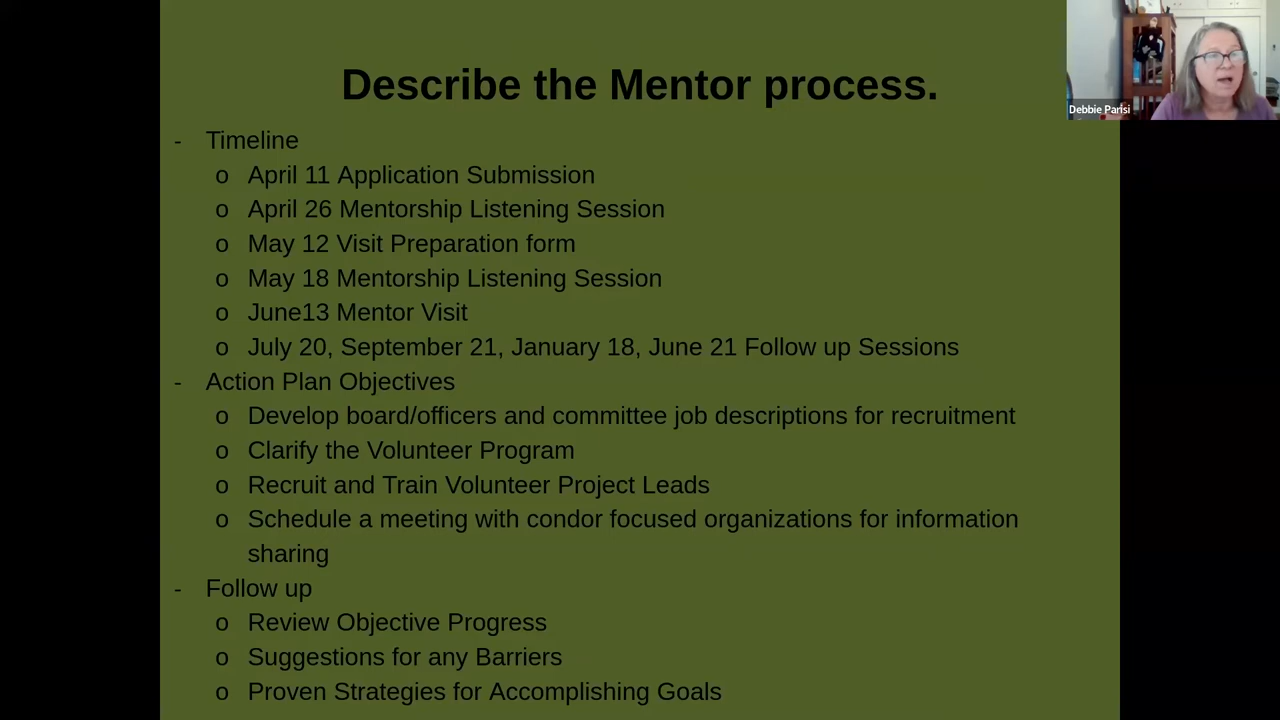 Describe the Mentor process.
Debbie Parisi
- Timeline
o April 11 Application Submission
o April 26 Mentorship Listening Session
o May 12 Visit Preparation form
o May 18 Mentorship Listening Session
o June13 Mentor Visit
o July 20, September 21, January 18, June 21 Follow up Sessions
- Action Plan Objectives
o Develop board/officers and committee job descriptions for recruitment
o Clarify the Volunteer Program
o Recruit and Train Volunteer Project Leads
o Schedule a meeting with condor focused organizations for information
sharing
- Follow up
o Review Objective Progress
o Suggestions for any Barriers
o Proven Strategies for Accomplishing Goals